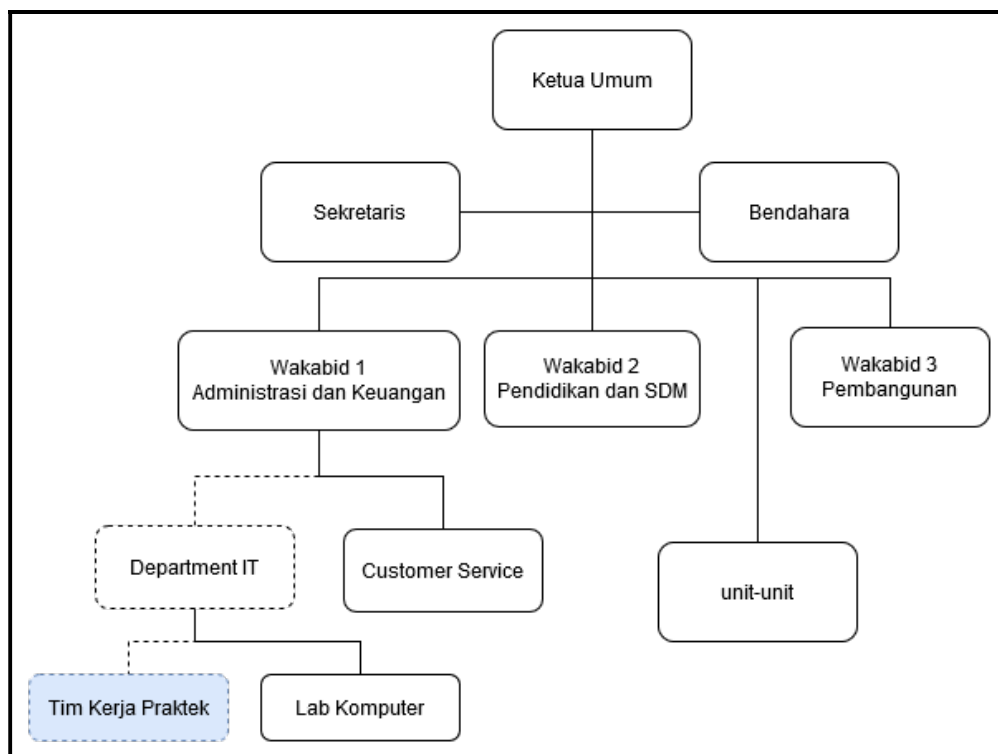 Ketua Umum
Sekretaris
Bendahara
Wakabid 1
Administrasi dan Keuangan
Wakabid 2
Pendidikan dan SDM
Wakabid 3
Pembangunan
Department IT
Customer Service
unit-unit
Tim Kerja Praktek
Lab Komputer